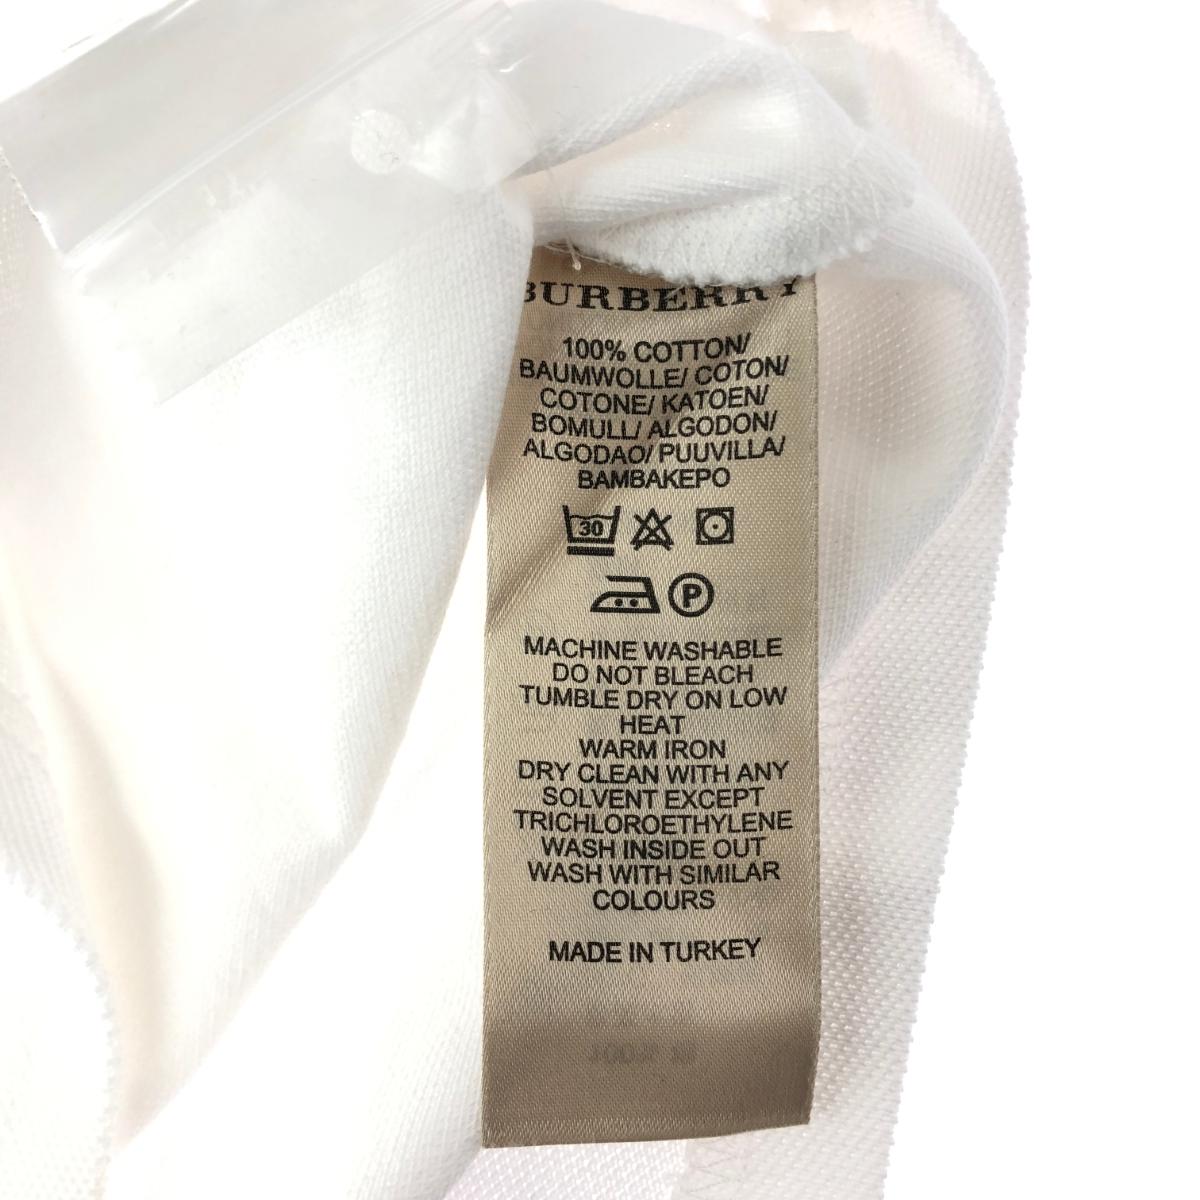 BURBERRY
100% COTTON/
BAUMWOLLE/ COTON/
COTONE/ KATOEN/
BOMULL/ ALGODON/
ALGODAO/ PUUVILLA/
BAMBAKEPO
30
P
MACHINE WASHABLE
DO NOT BLEACH
TUMBLE DRY ON LOW
HEAT
WARM IRON
DRY CLEAN WITH ANY
SOLVENT EXCEPT
TRICHLOROETHYLENE
WASH INSIDE OUT
WASH WITH SIMILAR
COLOURS
MADE IN TURKEY